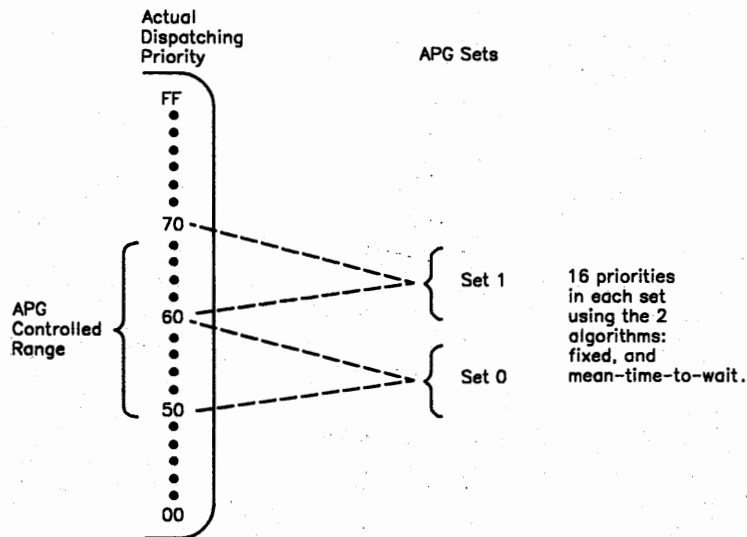 Actual
Dispatching
Priority
APG Sets
FF
70
APG
Controlled
Range
60
50
00
Set 1
Set 0
16 priorities
in each set
using the 2
algorithms:
fixed, and
mean-time-to-wait.